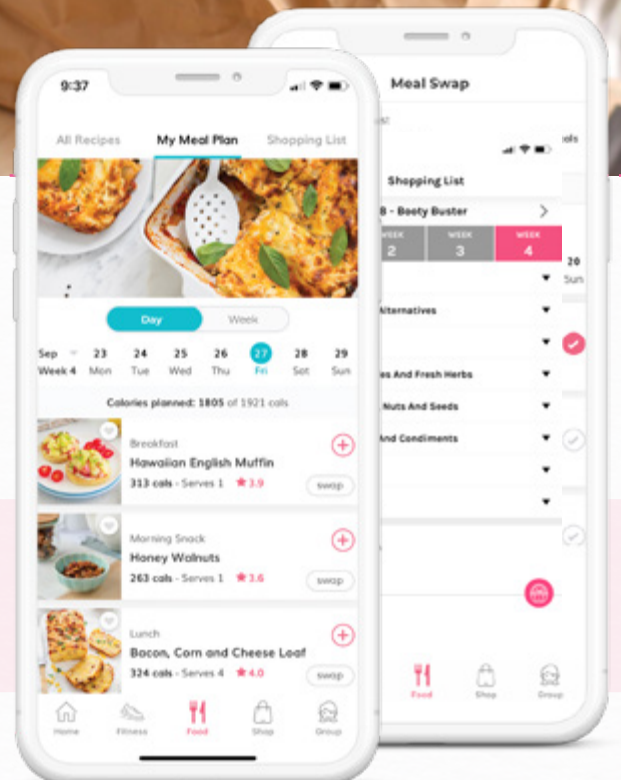 9:37
All Recipes My Meal Plan Shopping List
Day Week
Sep 23 24 25 26 27 28 29
Week 4 Mon Tue Wed Thu Fri Sat Sun
Calories planned: 1805 of 1921 cals
Breakfast
Hawaiian English Muffin
313 cals - Serves 1 3.9
swap
Morning Snack
Honey Walnuts
263 cals - Serves 1 3.6
swap
Lunch
Bacon, Corn and Cheese Loaf
324 cals - Serves 4 4.0
swap
Home Fitness Food Shop Group
Meal Swap
Shopping List
B - Booty Buster
WEEK WEEK WEEK
2 3 4
20
Sun
Alternatives
es And Fresh Herbs
Nuts And Seeds
And Condiments
Food Shop Group